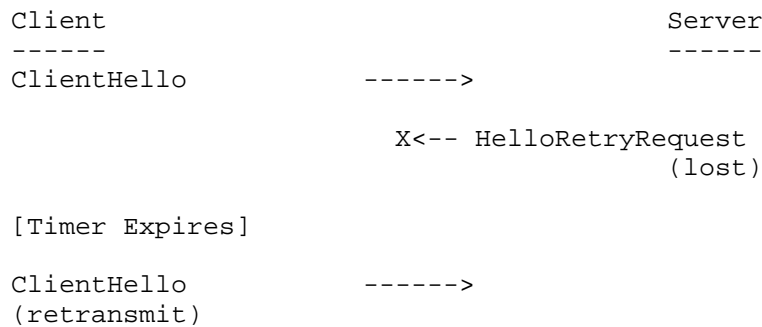 Client                                   Server
------                                   ------
ClientHello           ------>

                        X<-- HelloRetryRequest
                                         (lost)

[Timer Expires]

ClientHello           ------>
(retransmit)